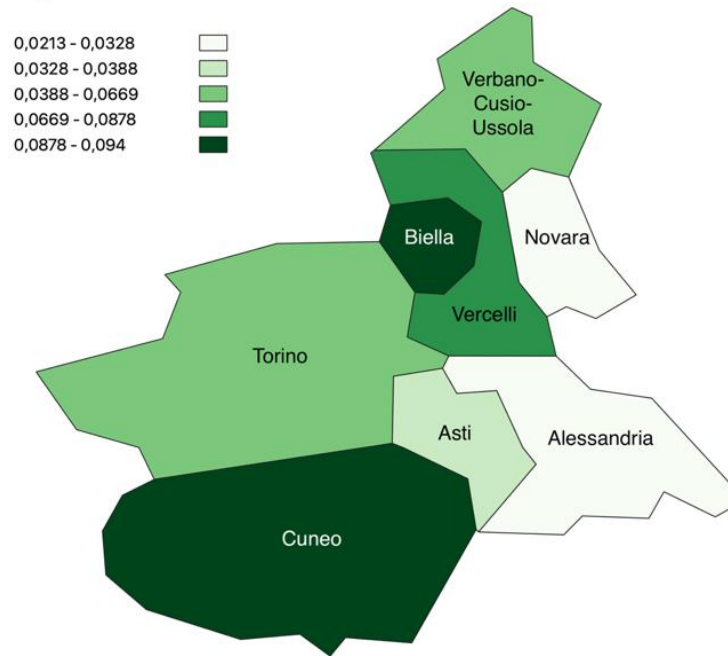 0,0213 - 0,0328
0,0328 - 0,0388
0,0388 - 0,0669
0,0669 - 0,0878
0,0878 - 0,094
Verbano-
Cusio-
Ussola
Biella
Novara
Vercelli
Torino
Asti
Alessandria
Cuneo